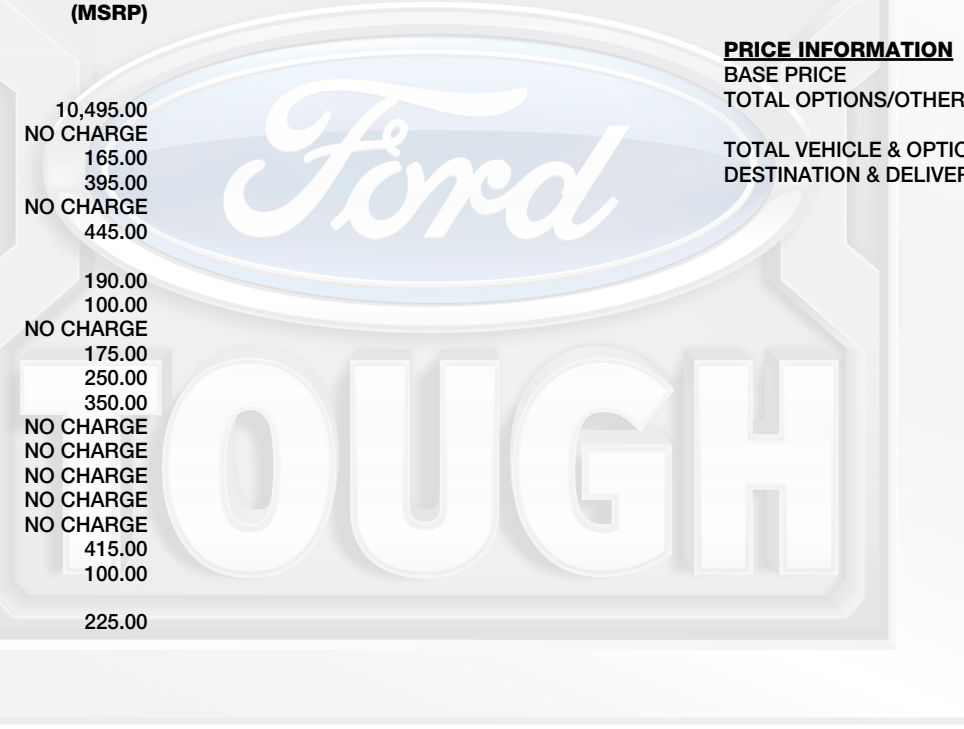 (MSRP)
10,495.00
NO CHARGE
165.00
395.00
NO CHARGE
445.00
190.00
100.00
NO CHARGE
175.00
250.00
350.00
NO CHARGE
NO CHARGE
NO CHARGE
NO CHARGE
NO CHARGE
415.00
100.00
225.00
PRICE INFORMATION
BASE PRICE
TOTAL OPTIONS/OTHER
TOTAL VEHICLE & OPTIO
DESTINATION & DELIVER
Ford
TOUGH